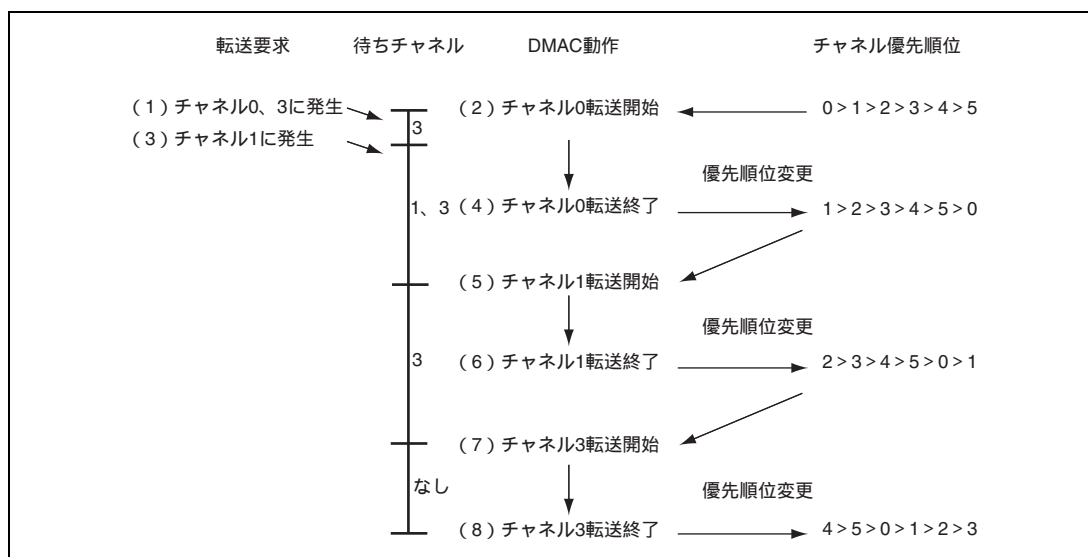 転送要求 待ちチャネル DMAC動作 チャネル優先順位
(1)チャネル0、3に発生 (2)チャネル0転送開始 0>1>2>3>4>5
3
(3)チャネル1に発生
優先順位変更
1、3 (4)チャネル0転送終了 1>2>3>4>5>0
(5)チャネル1転送開始
優先順位変更
3 (6)チャネル1転送終了 2>3>4>5>0>1
(7)チャネル3転送開始
なし 優先順位変更
(8)チャネル3転送終了 4>5>0>1>2>3